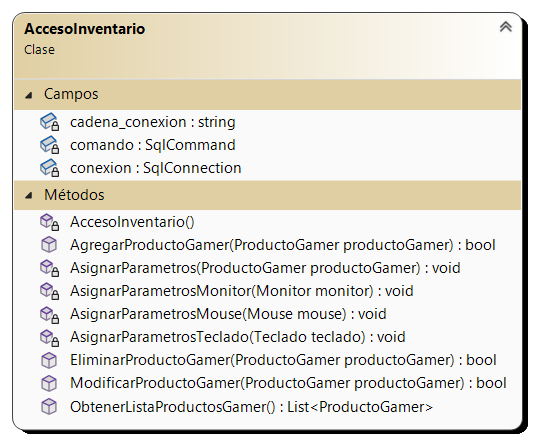 AccesoInventario
Clase
Campos
cadena_conexion : string
comando : SqlCommand
conexion : SqlConnection
Métodos
AccesoInventario()
AgregarProductoGamer(ProductoGamer productoGamer) : bool
AsignarParametros(ProductoGamer productoGamer) : void
AsignarParametrosMonitor(Monitor monitor) : void
AsignarParametrosMouse(Mouse mouse) : void
AsignarParametrosTeclado(Teclado teclado) : void
EliminarProductoGamer(ProductoGamer productoGamer) : bool
ModificarProductoGamer(ProductoGamer productoGamer) : bool
ObtenerListaProductosGamer() : List<ProductoGamer>